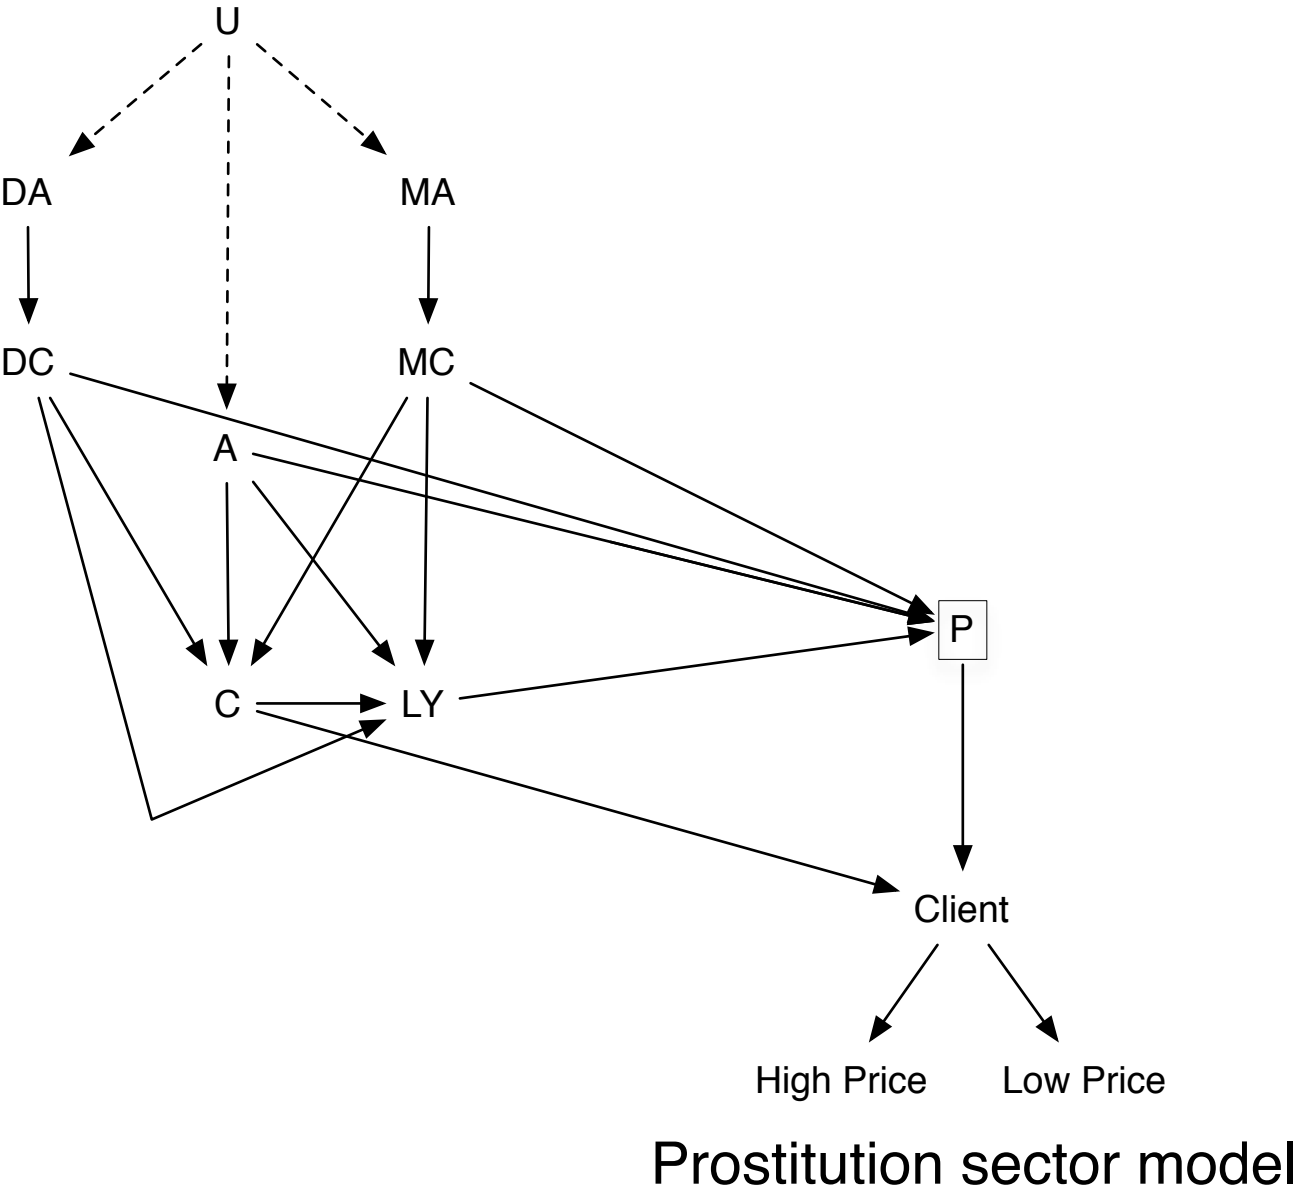 U
DA
MA
DC
MC
A
P
C
LY
Client
High Price
Low Price
Prostitution sector model